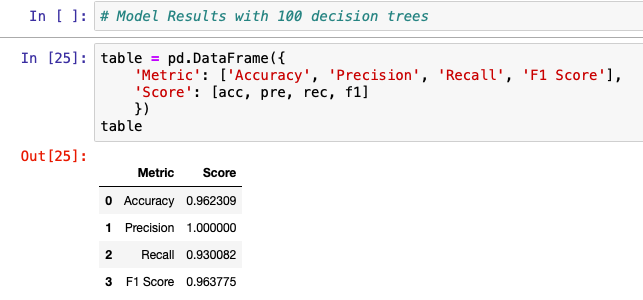 In [ ]: # Model Results with 100 decision trees
In [25]: table = pd.DataFrame({
'Metric': ['Accuracy', 'Precision', 'Recall', 'F1 Score'],
'Score': [acc, pre, rec, f1]
})
table
Out[25]:
Metric Score
0 Accuracy 0.962309
1 Precision 1.000000
2 Recall 0.930082
3 F1 Score 0.963775